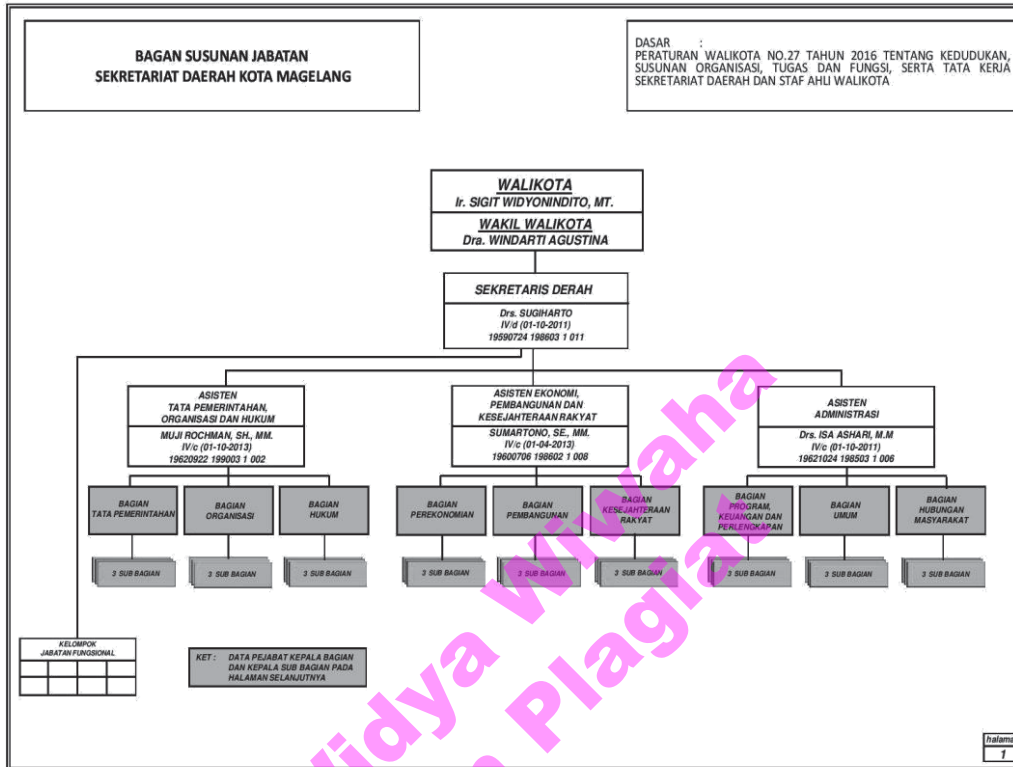 BAGAN SUSUNAN JABATAN
SEKRETARIAT DAERAH KOTA MAGELANG
DASAR :
PERATURAN WALIKOTA NO.27 TAHUN 2016 TENTANG KEDUDUKAN,
SUSUNAN ORGANISASI, TUGAS DAN FUNGSI, SERTA TATA KERJA
SEKRETARIAT DAERAH DAN STAF AHLI WALIKOTA
WALIKOTA
Ir. SIGIT WIDYONINDITO, MT.
WAKIL WALIKOTA
Dra. WINDARTI AGUSTINA
SEKRETARIS DERAH
Drs. SUGIHARTO
IV/d (01-10-2011)
19590724 198603 1 011
ASISTEN
TATA PEMERINTAHAN,
ORGANISASI DAN HUKUM
MUJI ROCHMAN, SH., MM.
IV/c (01-10-2013)
19620922 199003 1 002
ASISTEN EKONOMI,
PEMBANGUNAN DAN
KESEJAHTERAAN RAKYAT
SUMARTONO, SE., MM.
IV/c (01-04-2013)
19600706 198602 1 008
ASISTEN
ADMINISTRASI
Drs. ISA ASHARI, M.M
IV/c (01-10-2011)
19621024 198503 1 006
BAGIAN
TATA PEMERINTAHAN
BAGIAN
ORGANISASI
BAGIAN
HUKUM
BAGIAN
PEREKONOMIAN
BAGIAN
PEMBANGUNAN
BAGIAN
KESEJAHTERAAN
RAKYAT
BAGIAN
PROGRAM,
KEUANGAN DAN
PERLENGKAPAN
BAGIAN
UMUM
BAGIAN
HUBUNGAN
MASYARAKAT
3 SUB BAGIAN
3 SUB BAGIAN
3 SUB BAGIAN
3 SUB BAGIAN
3 SUB BAGIAN
3 SUB BAGIAN
3 SUB BAGIAN
3 SUB BAGIAN
3 SUB BAGIAN
KELOMPOK
JABATAN FUNGSIONAL
KET : DATA PEJABAT KEPALA BAGIAN
DAN KEPALA SUB BAGIAN PADA
HALAMAN SELANJUTNYA
Widya Wiwaha
Plagiat
halama
1